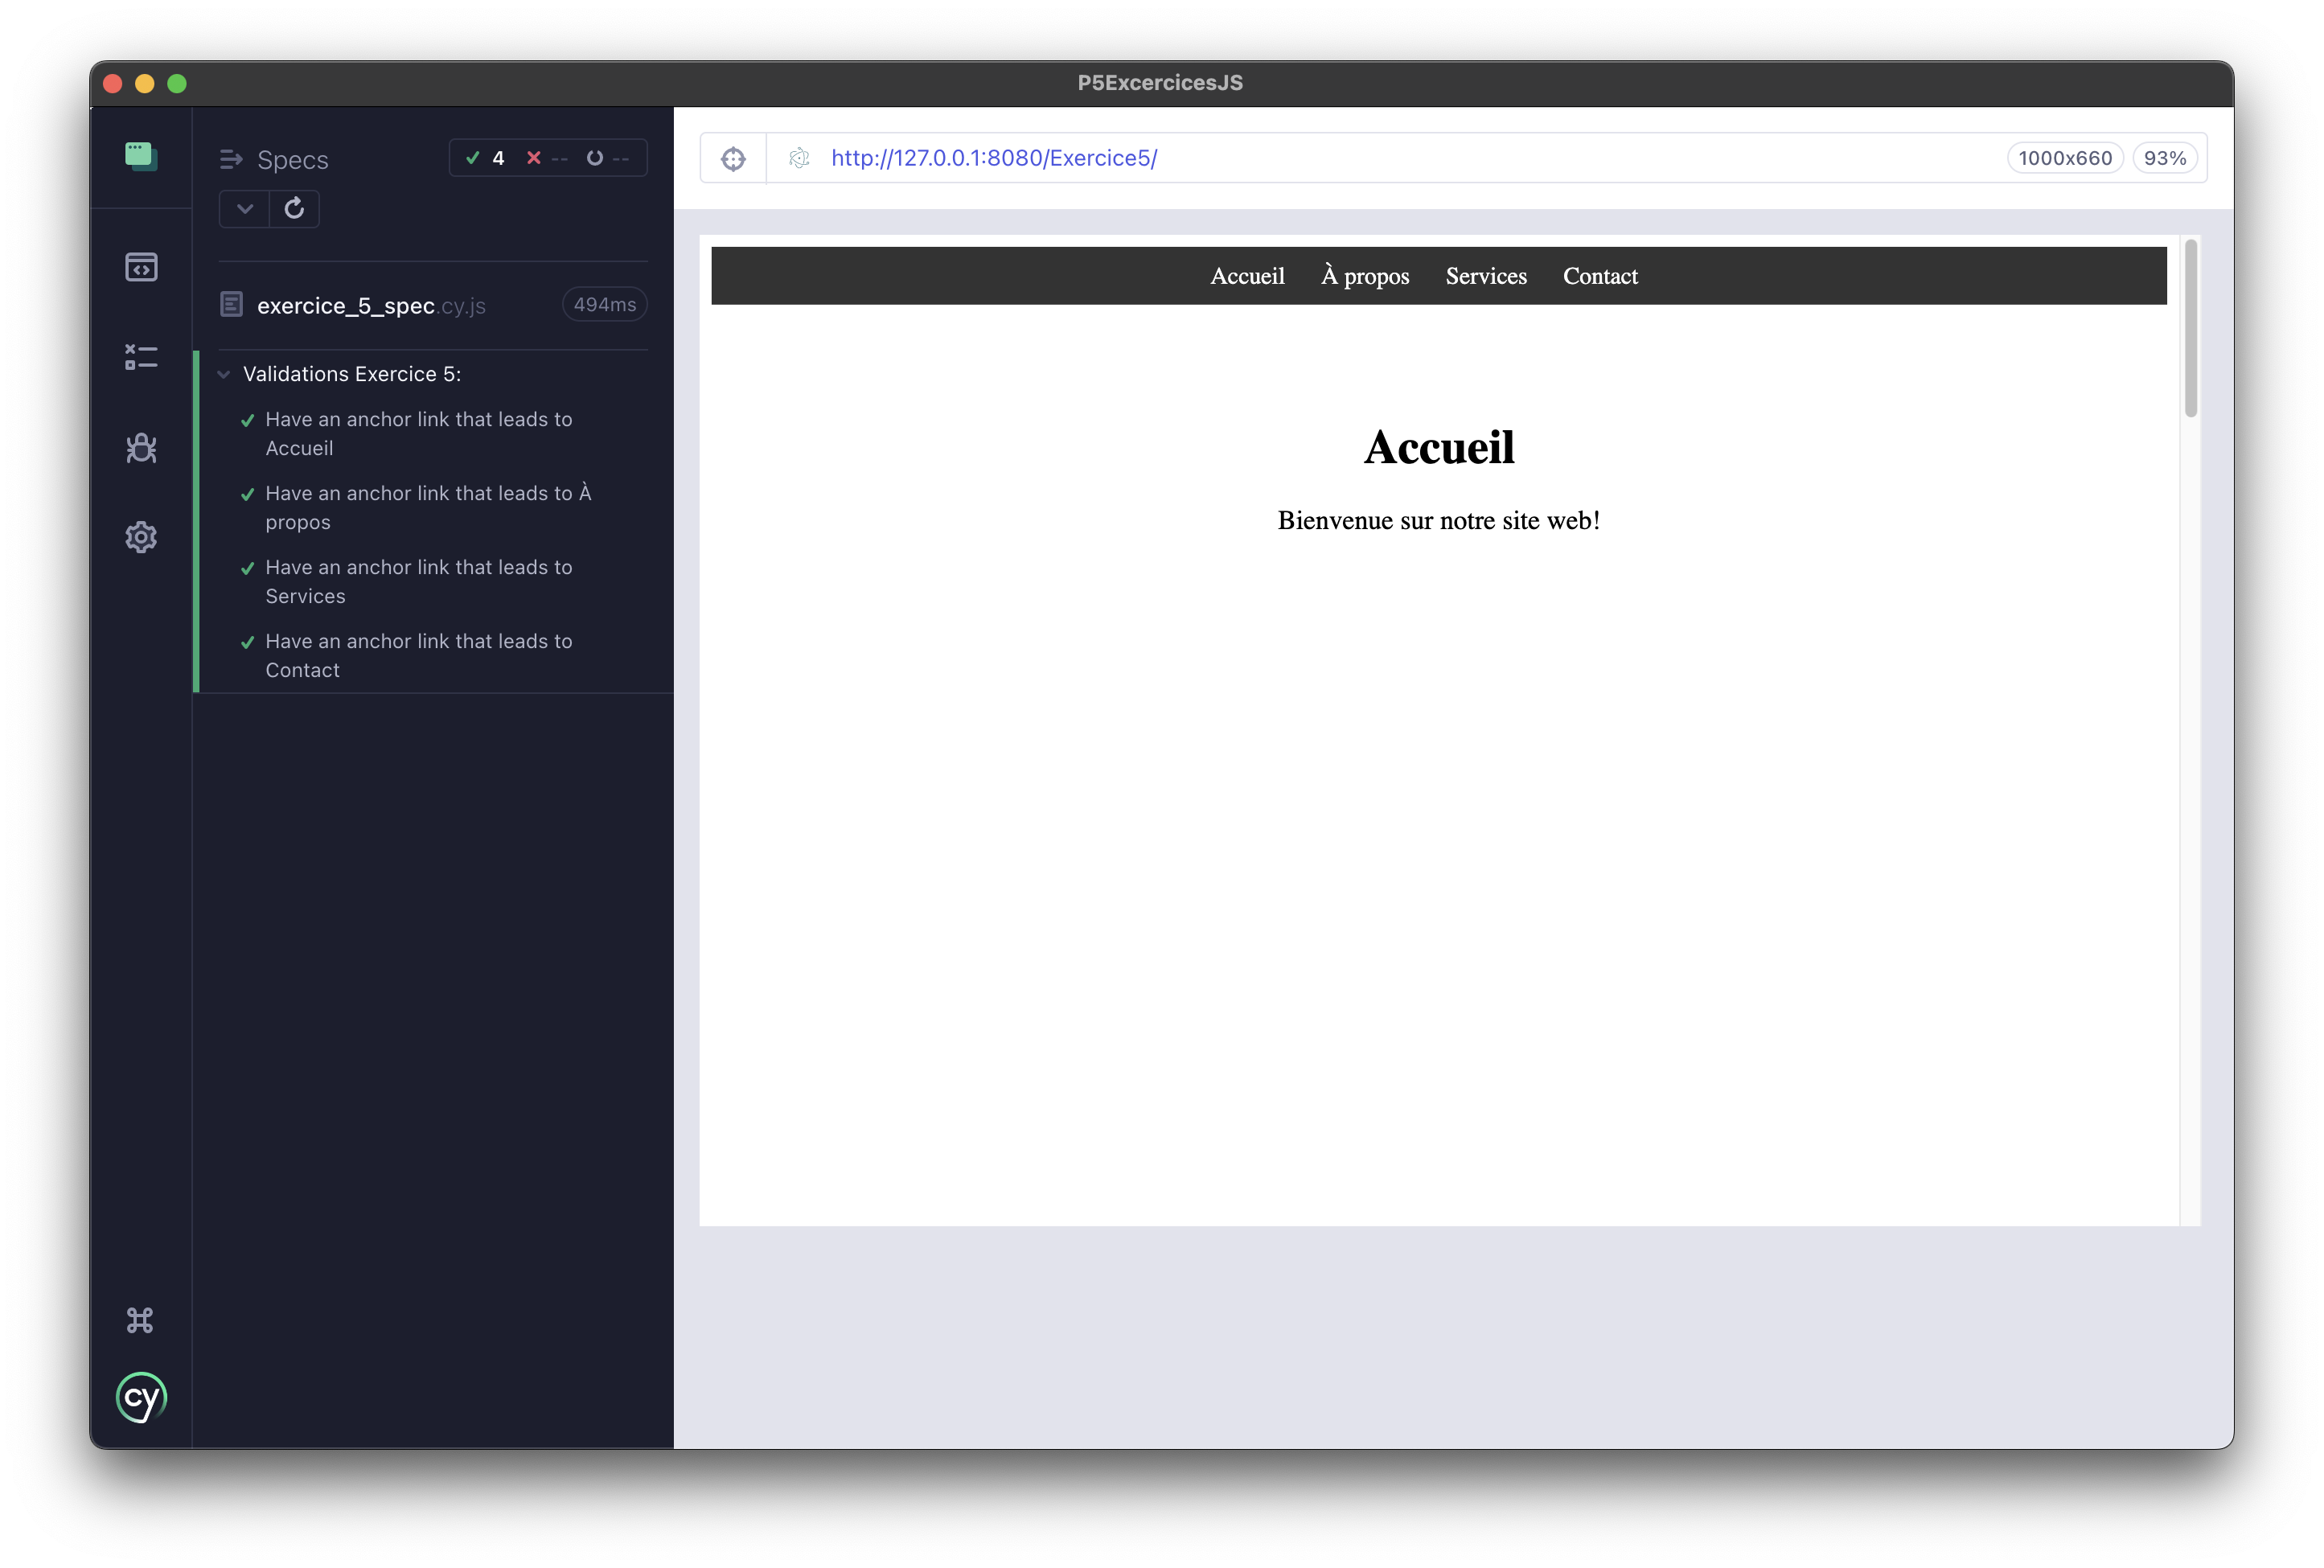 P5ExcercicesJS
Specs
4 -- --
http://127.0.0.1:8080/Exercice5/
1000x660
93%
exercice_5_spec.cy.js
494ms
Validations Exercice 5:
Have an anchor link that leads to
Accueil
Have an anchor link that leads to À
propos
Have an anchor link that leads to
Services
Have an anchor link that leads to
Contact
cy
Accueil À propos Services Contact
Accueil
Bienvenue sur notre site web!